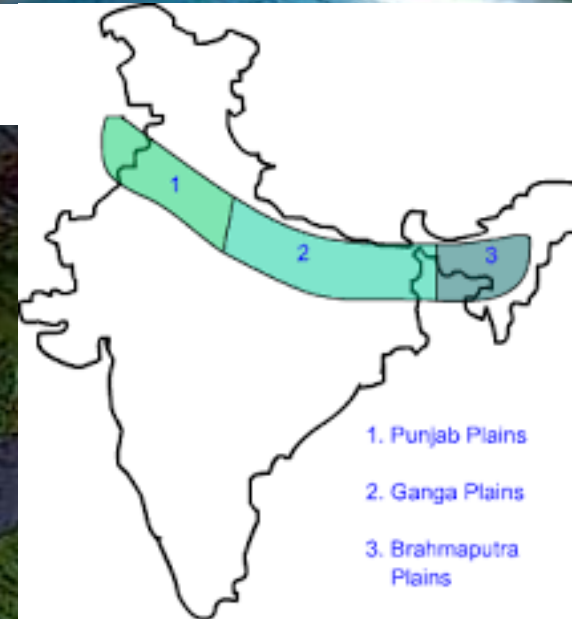 1
2
3
1. Punjab Plains
2. Ganga Plains
3. Brahmaputra
Plains